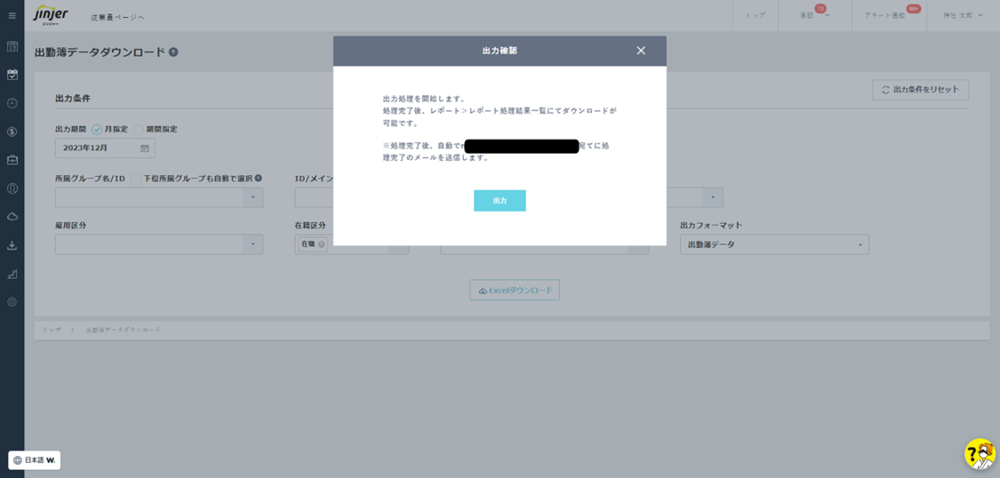 jinjer
ジンジャー
従業員ページへ
トップ
承認
73
アラート通知
99+
神社 太郎
出勤簿データダウンロード ?
出力条件
出力条件をリセット
出力期間 月指定 期間指定
2023年12月
所属グループ名/ID 下位所属グループも自動で選択 ?
ID/メイン
雇用区分
在籍区分
在職
出力フォーマット
出勤簿データ
Excelダウンロード
トップ / 出勤簿データダウンロード
出力確認
出力処理を開始します。
処理完了後、レポート＞レポート処理結果一覧にてダウンロードが
可能です。
※処理完了後、自動で
宛てに処
理完了のメールを送信します。
出力
日本語 W.
?